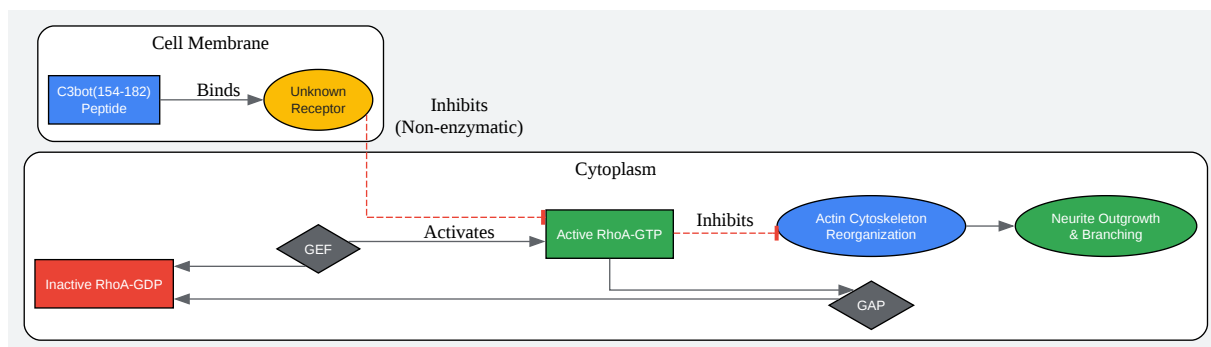 Cell Membrane
C3bot(154-182)
Peptide
Binds
Unknown
Receptor
Inhibits
(Non-enzymatic)
Cytoplasm
GEF
Activates
Active RhoA-GTP
Inhibits
Actin Cytoskeleton
Reorganization
Neurite Outgrowth
& Branching
Inactive RhoA-GDP
GAP